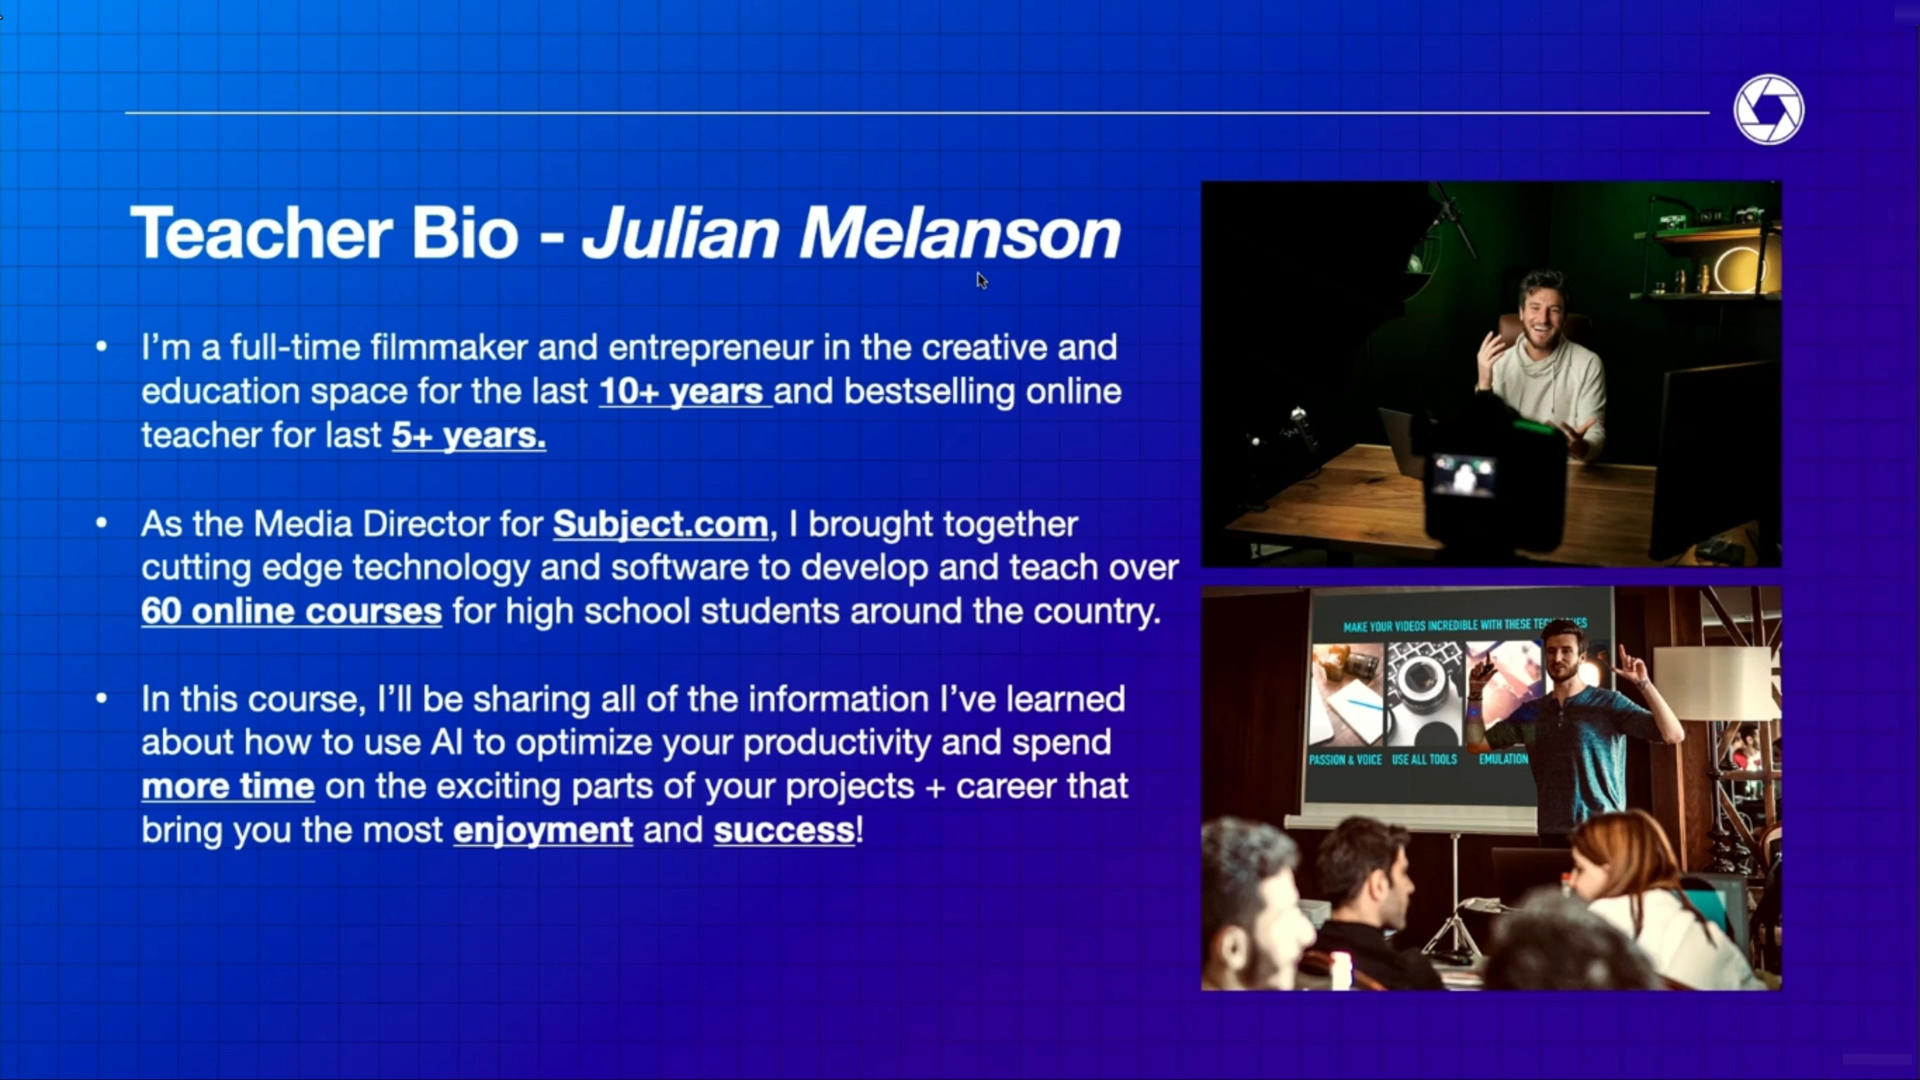 Teacher Bio - Julian Melanson
• I'm a full-time filmmaker and entrepreneur in the creative and
education space for the last 10+ years and bestselling online
teacher for last 5+ years.
• As the Media Director for Subject.com, I brought together
cutting edge technology and software to develop and teach over
60 online courses for high school students around the country.
• In this course, I'll be sharing all of the information I've learned
about how to use AI to optimize your productivity and spend
more time on the exciting parts of your projects + career that
bring you the most enjoyment and success!
MAKE YOUR VIDEOS INCREDIBLE WITH THESE
PASSION & VOICE USE ALL TOOLS EMULATION